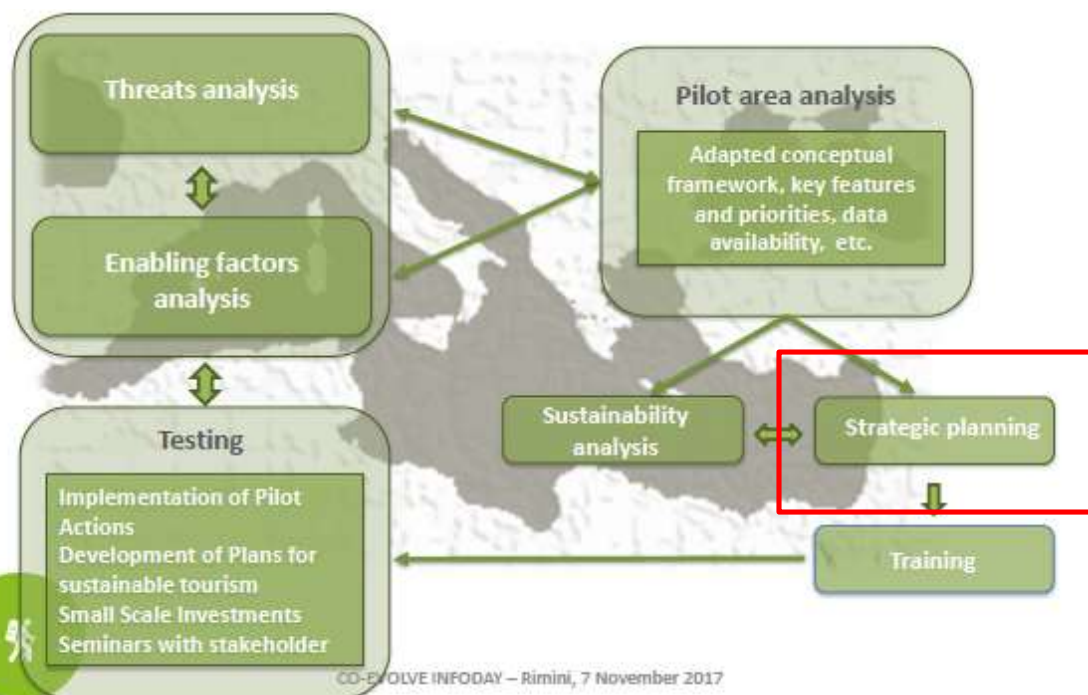 Threats analysis
Enabling factors
analysis
Pilot area analysis
Adapted conceptual
framework, key features
and priorities, data
availability, etc.
Sustainability
analysis
Strategic planning
Training
Testing
Implementation of Pilot
Actions
Development of Plans for
sustainable tourism
Small Scale Investments
Seminars with stakeholder
CO-EVOLVE INFODAY – Rimini, 7 November 2017